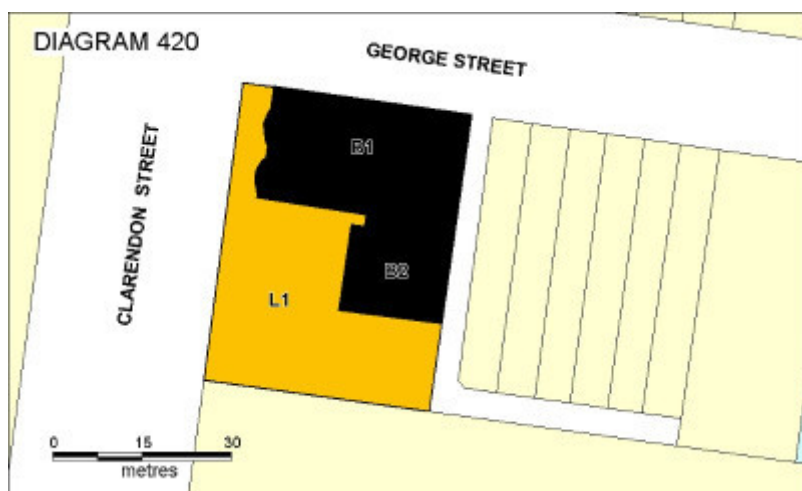 DIAGRAM 420
GEORGE STREET
CLARENDON STREET
B1
B2
L1
0 15 30
metres